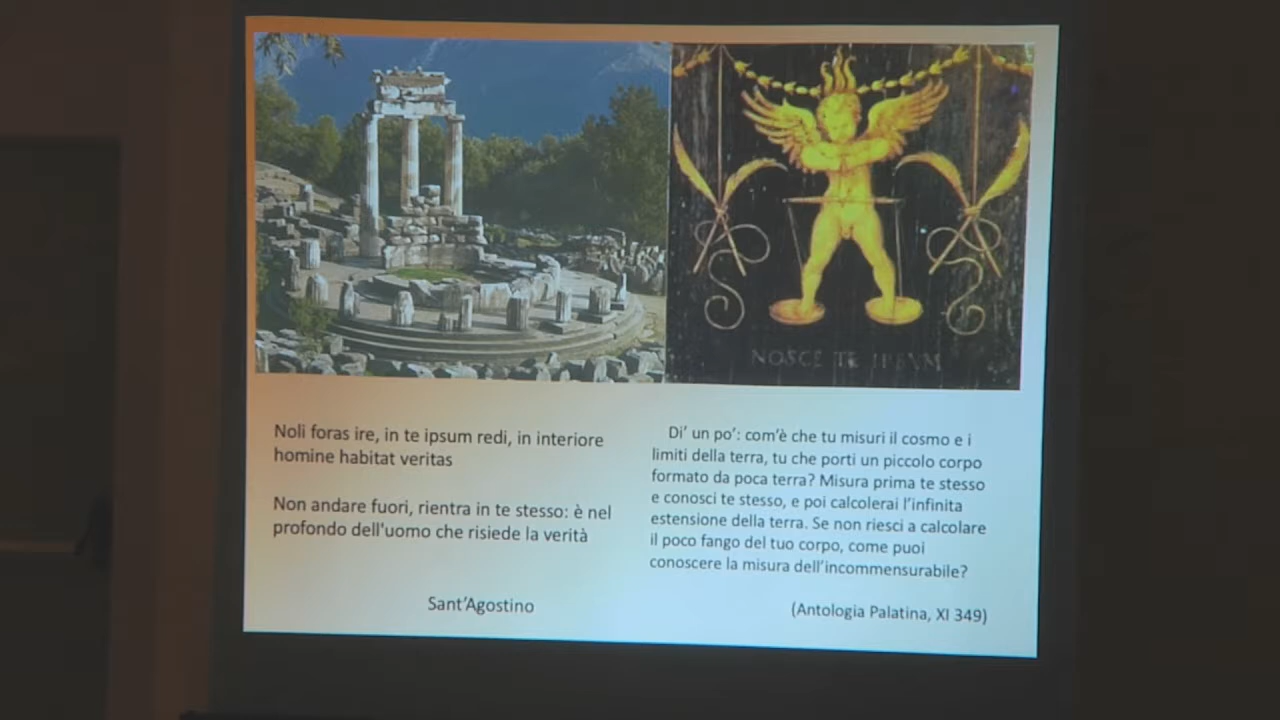 NOSCE TE IPSVM
Noli foras ire, in te ipsum redi, in interiore
homine habitat veritas
Non andare fuori, rientra in te stesso: è nel
profondo dell'uomo che risiede la verità
Sant'Agostino
Di' un po': com'è che tu misuri il cosmo e i
limiti della terra, tu che porti un piccolo corpo
formato da poca terra? Misura prima te stesso
e conosci te stesso, e poi calcolerai l'infinita
estensione della terra. Se non riesci a calcolare
il poco fango del tuo corpo, come puoi
conoscere la misura dell'incommensurabile?
(Antologia Palatina, XI 349)